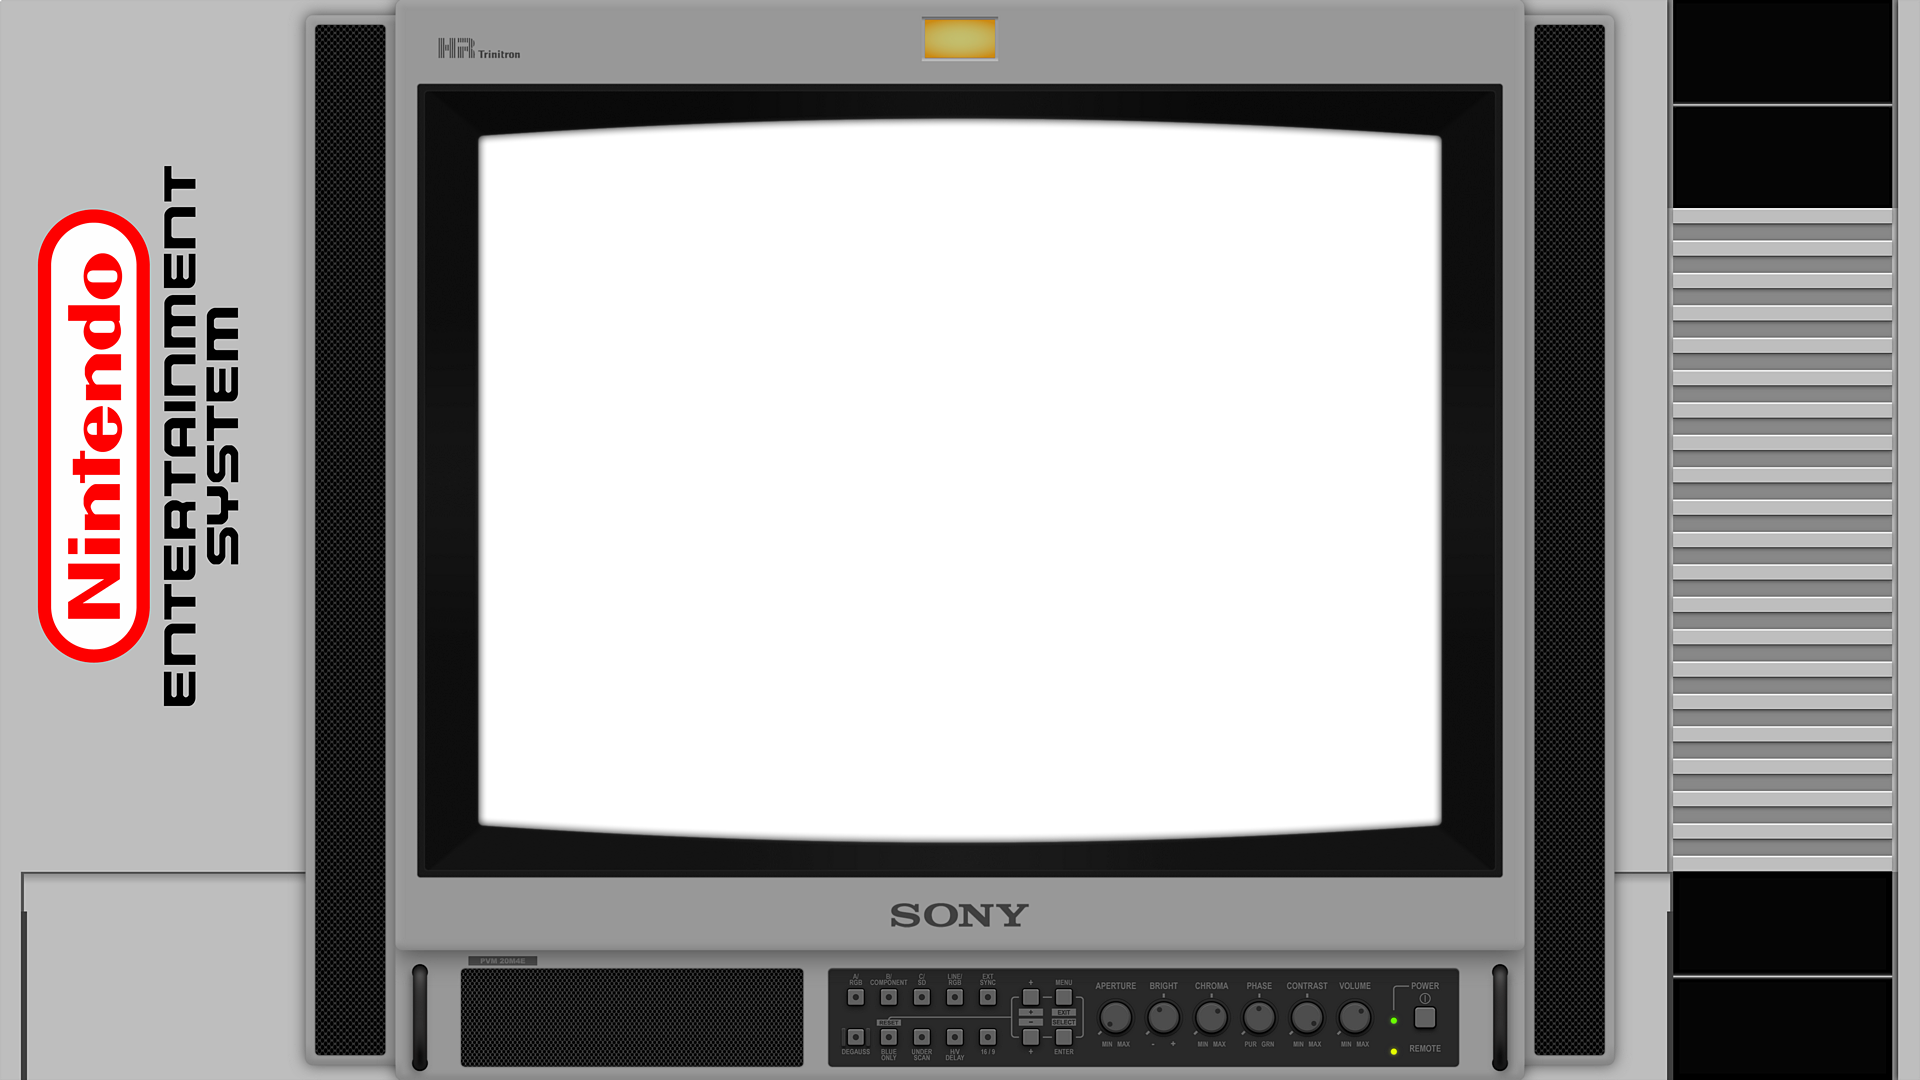 HR Trinitron
Nintendo
ENTERTAINMENT
SYSTEM
SONY
PVM 20M4E
A/ RGB
B/ COMPONENT
C/ SD
LINE/ RGB
EXT SYNC
+
MENU
APERTURE
BRIGHT
CHROMA
PHASE
CONTRAST
VOLUME
POWER
+
EXIT
RESET
−
SELECT
DEGAUSS
BLUE ONLY
UNDER SCAN
H/V DELAY
16 / 9
+
ENTER
MIN MAX
- +
MIN MAX
PUR GRN
MIN MAX
MIN MAX
REMOTE